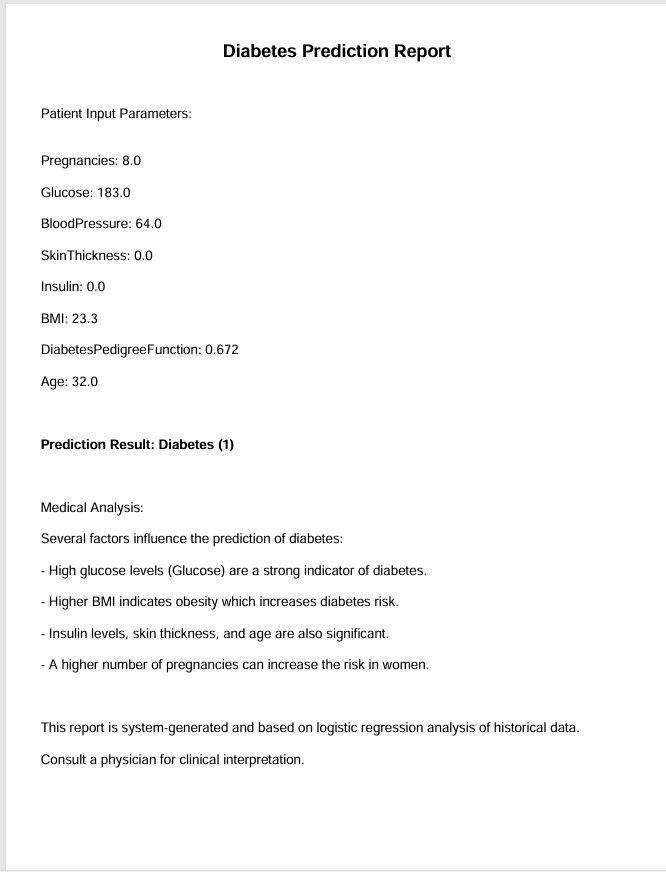 Diabetes Prediction Report
Patient Input Parameters:
Pregnancies: 8.0
Glucose: 183.0
BloodPressure: 64.0
SkinThickness: 0.0
Insulin: 0.0
BMI: 23.3
DiabetesPedigreeFunction: 0.672
Age: 32.0
Prediction Result: Diabetes (1)
Medical Analysis:
Several factors influence the prediction of diabetes:
- High glucose levels (Glucose) are a strong indicator of diabetes.
- Higher BMI indicates obesity which increases diabetes risk.
- Insulin levels, skin thickness, and age are also significant.
- A higher number of pregnancies can increase the risk in women.
This report is system-generated and based on logistic regression analysis of historical data.
Consult a physician for clinical interpretation.